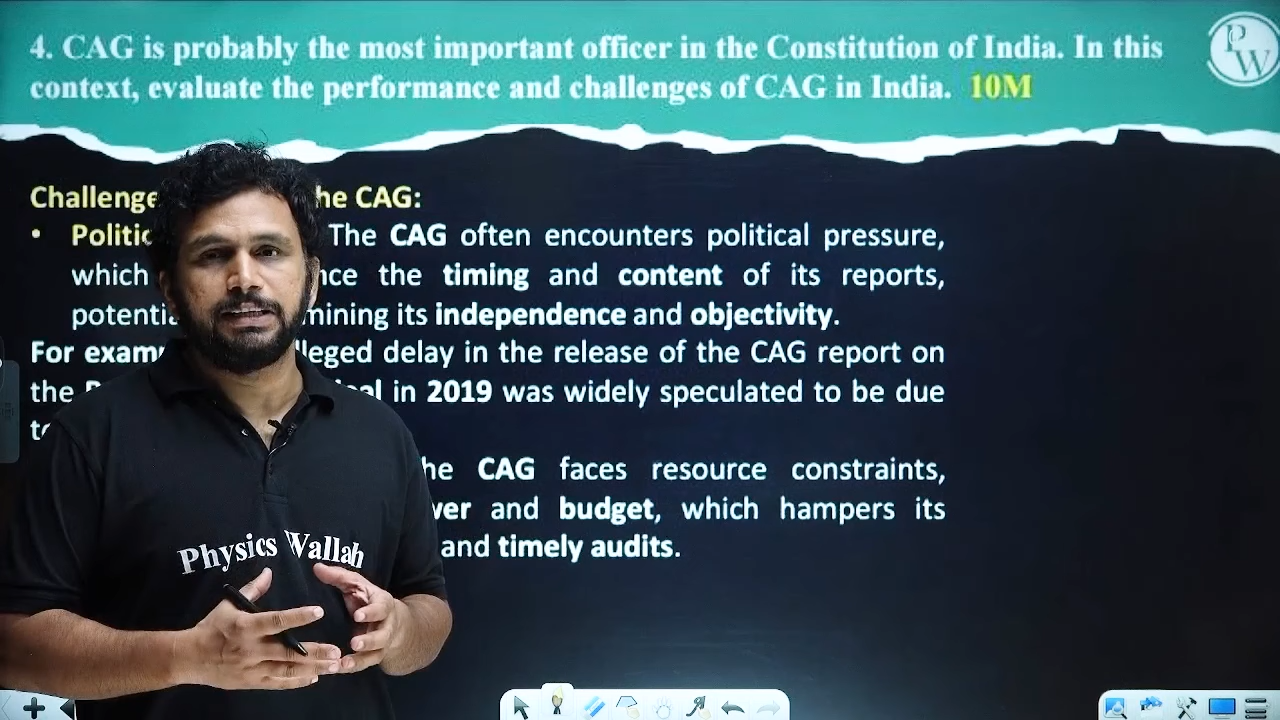 4. CAG is probably the most important officer in the Constitution of India. In this
context, evaluate the performance and challenges of CAG in India. 10M
PW
Challenge he CAG:
• Politic The CAG often encounters political pressure,
which nce the timing and content of its reports,
potentia mining its independence and objectivity.
For exam lleged delay in the release of the CAG report on
the in 2019 was widely speculated to be due
he CAG faces resource constraints,
wer and budget, which hampers its
and timely audits.
Physics Wallah